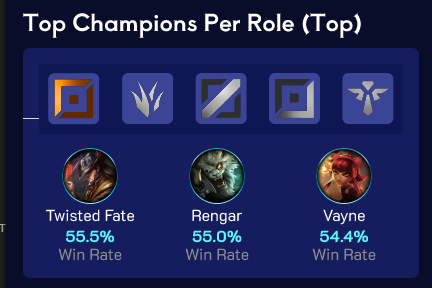 Top Champions Per Role (Top)
Twisted Fate
Rengar
Vayne
55.5%
55.0%
54.4%
Win Rate
Win Rate
Win Rate
T